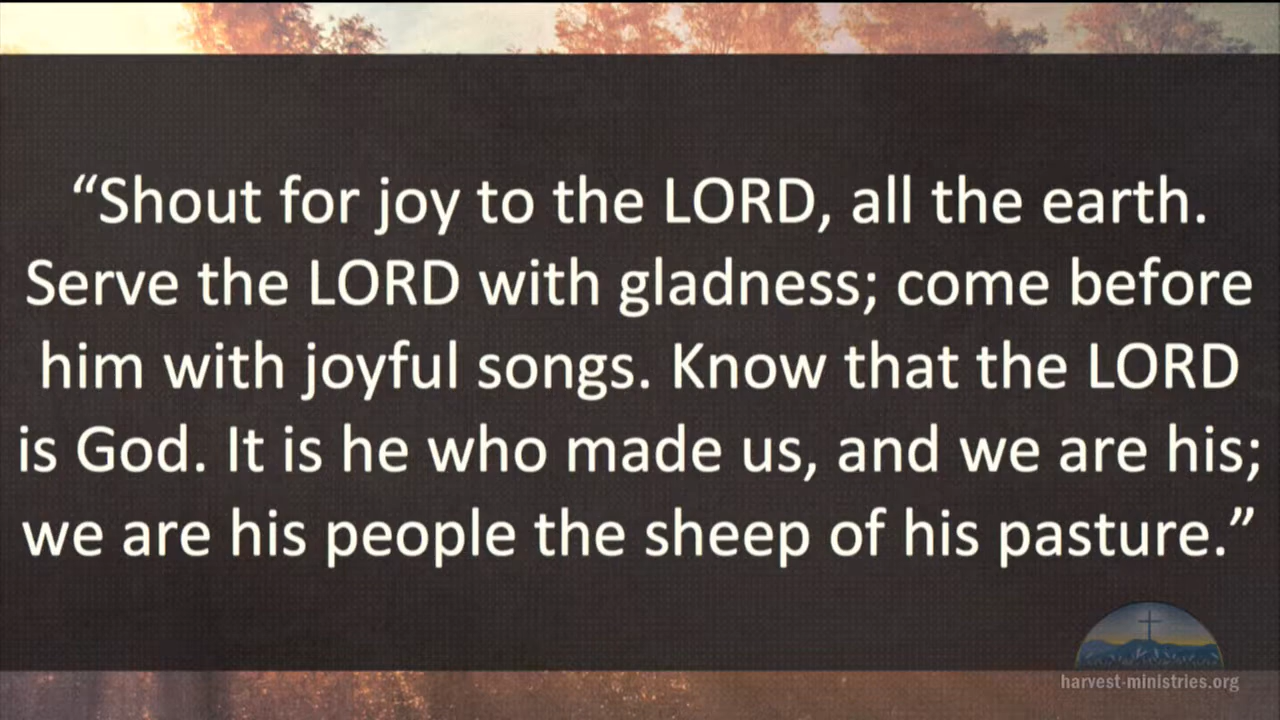 “Shout for joy to the LORD, all the earth.
Serve the LORD with gladness; come before
him with joyful songs. Know that the LORD
is God. It is he who made us, and we are his;
we are his people the sheep of his pasture.”
harvest-ministries.org